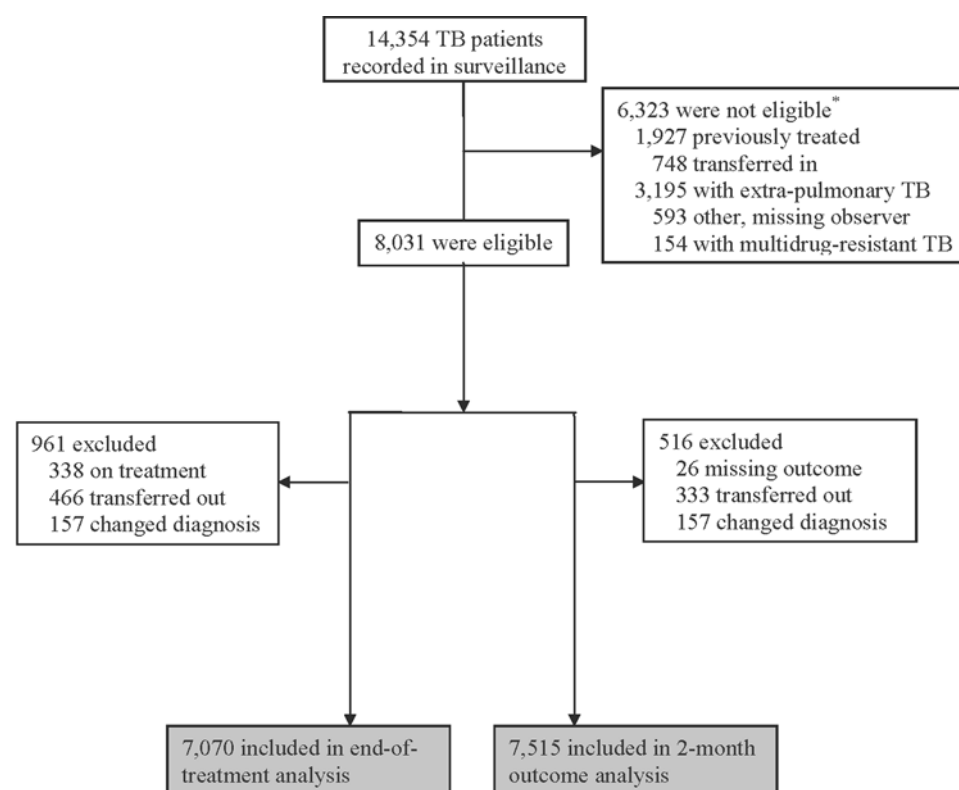 14,354 TB patients
recorded in surveillance
6,323 were not eligible*
1,927 previously treated
748 transferred in
3,195 with extra-pulmonary TB
593 other, missing observer
154 with multidrug-resistant TB
8,031 were eligible
961 excluded
338 on treatment
466 transferred out
157 changed diagnosis
516 excluded
26 missing outcome
333 transferred out
157 changed diagnosis
7,070 included in end-of-
treatment analysis
7,515 included in 2-month
outcome analysis